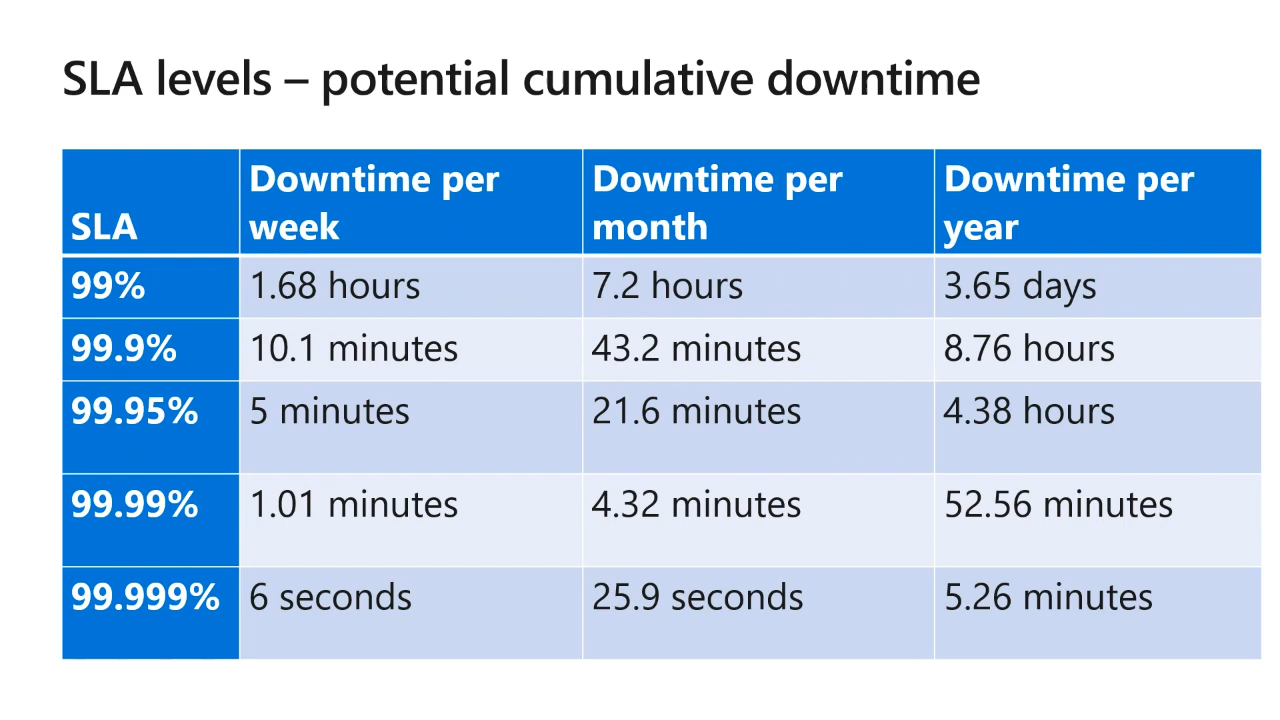 SLA levels – potential cumulative downtime
SLA Downtime per week Downtime per month Downtime per year
99% 1.68 hours 7.2 hours 3.65 days
99.9% 10.1 minutes 43.2 minutes 8.76 hours
99.95% 5 minutes 21.6 minutes 4.38 hours
99.99% 1.01 minutes 4.32 minutes 52.56 minutes
99.999% 6 seconds 25.9 seconds 5.26 minutes